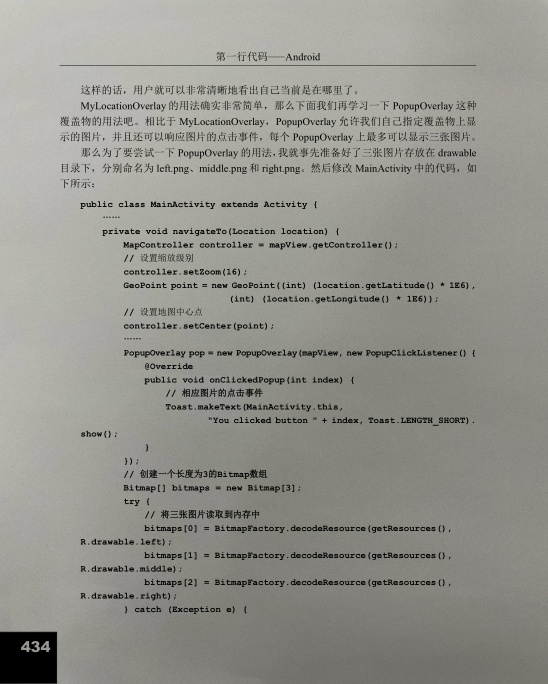 第一行代码——Android
这样的话，用户就可以非常清晰地看出自己当前是在哪里了。
MyLocationOverlay 的用法确实非常简单，那么下面我们再学习一下 PopupOverlay 这种
覆盖物的用法吧。相比于 MyLocationOverlay，PopupOverlay 允许我们自己指定覆盖物上显
示的图片，并且还可以响应图片的点击事件，每个 PopupOverlay 上最多可以显示三张图片。
那么为了要尝试一下 PopupOverlay 的用法，我就事先准备好了三张图片存放在 drawable
目录下，分别命名为 left.png、middle.png 和 right.png。然后修改 MainActivity 中的代码，如
下所示：
public class MainActivity extends Activity {
……
private void navigateTo(Location location) {
MapController controller = mapView.getController();
// 设置缩放级别
controller.setZoom(16);
GeoPoint point = new GeoPoint((int) (location.getLatitude() * 1E6),
(int) (location.getLongitude() * 1E6));
// 设置地图中心点
controller.setCenter(point);
……
PopupOverlay pop = new PopupOverlay(mapView, new PopupClickListener() {
@Override
public void onClickedPopup(int index) {
// 相应图片的点击事件
Toast.makeText(MainActivity.this,
"You clicked button " + index, Toast.LENGTH_SHORT).
show();
}
});
// 创建一个长度为3的Bitmap数组
Bitmap[] bitmaps = new Bitmap[3];
try {
// 将三张图片读取到内存中
bitmaps[0] = BitmapFactory.decodeResource(getResources(),
R.drawable.left);
bitmaps[1] = BitmapFactory.decodeResource(getResources(),
R.drawable.middle);
bitmaps[2] = BitmapFactory.decodeResource(getResources(),
R.drawable.right);
} catch (Exception e) {
434